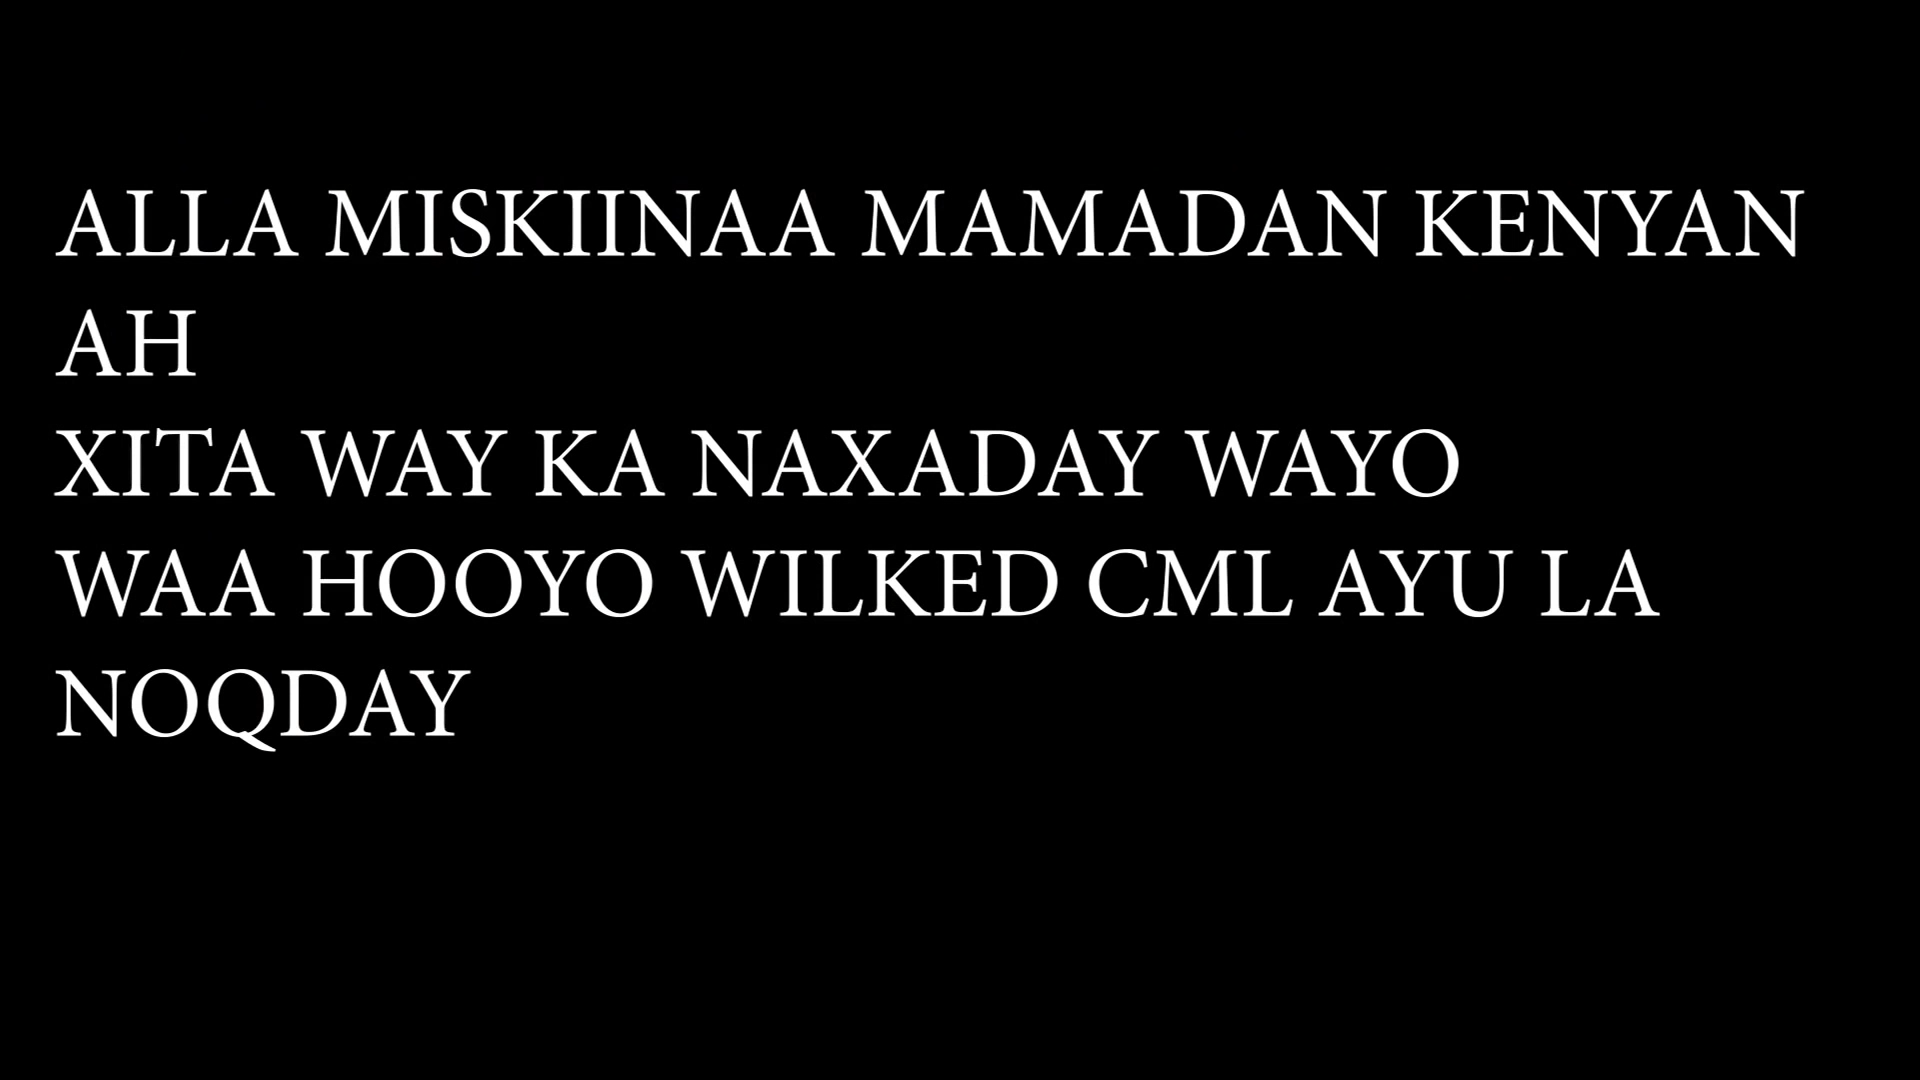 ALLA MISKIINAA MAMADAN KENYAN
AH
XITA WAY KA NAXADAY WAYO
WAA HOOYO WILKED CML AYU LA
NOQDAY